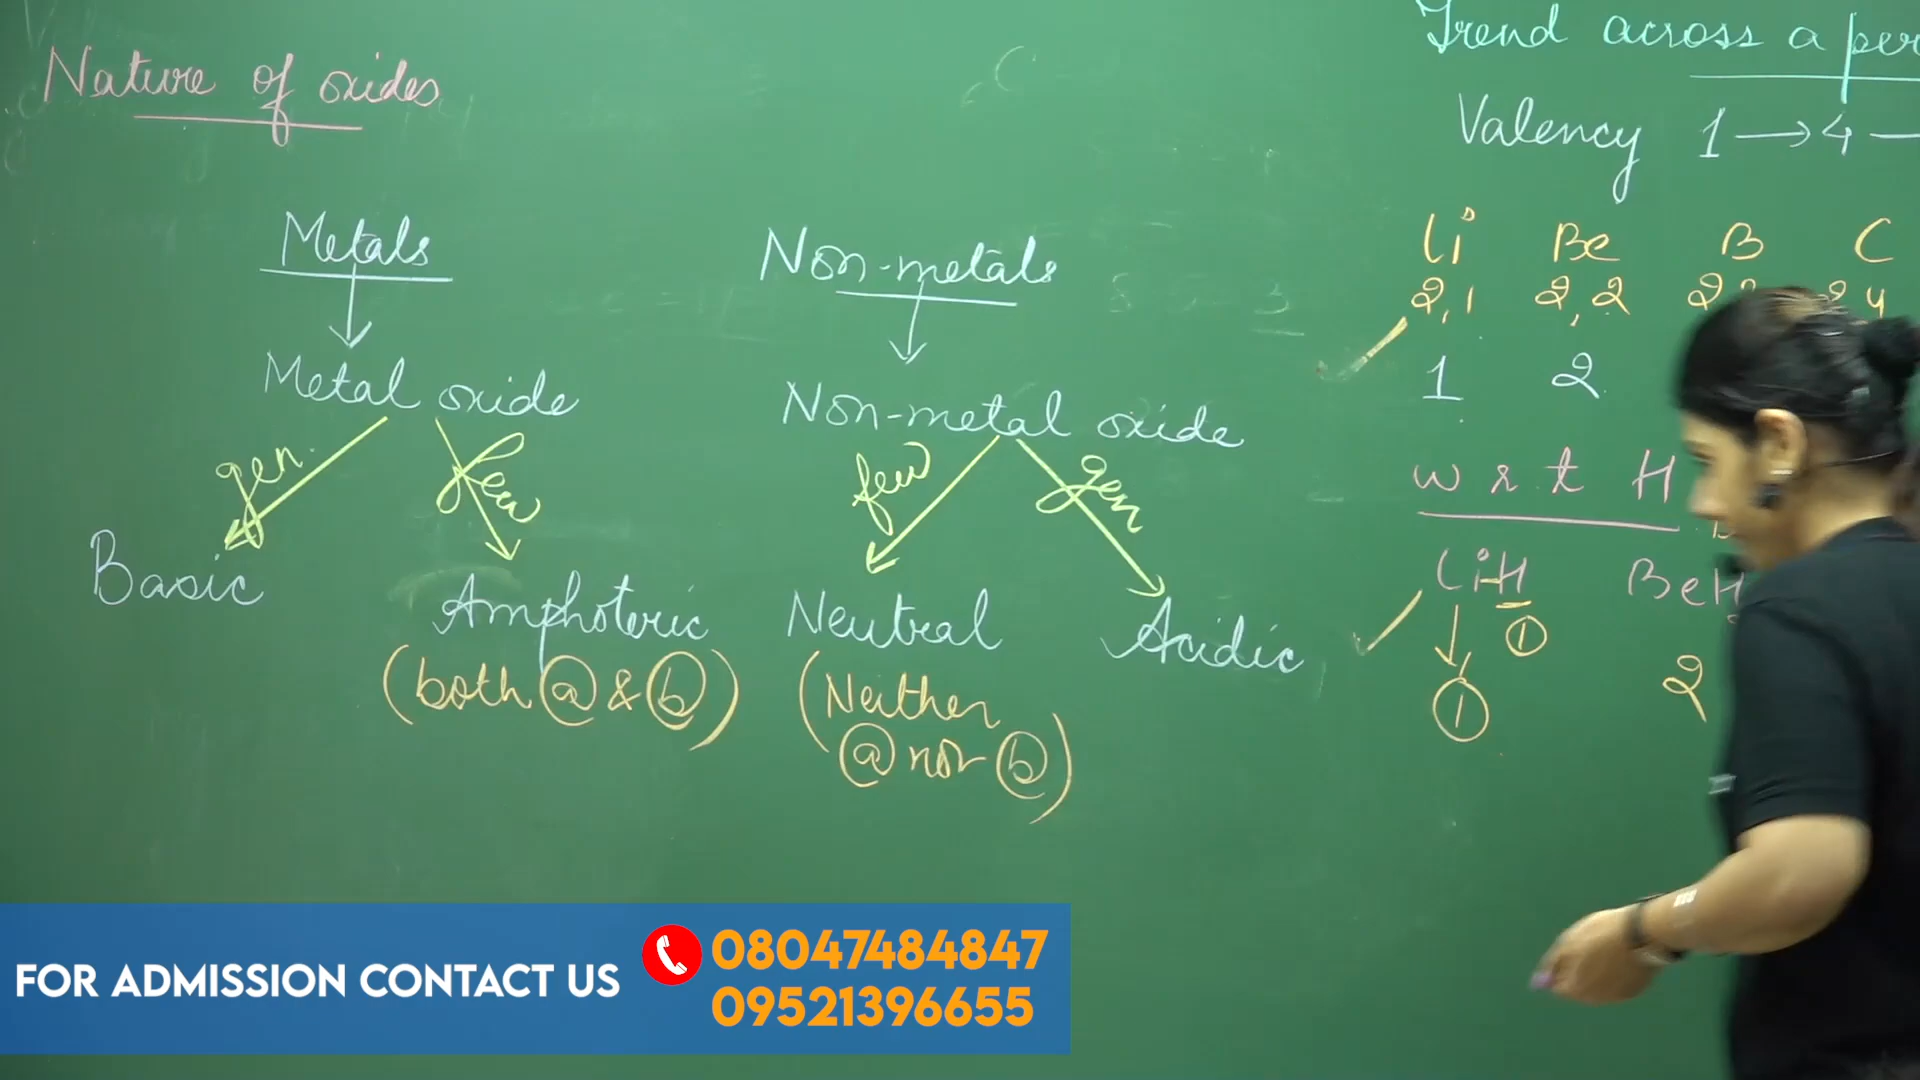 Nature of oxides
Metals
Metal oxide
gen.
few
Basic
Amphoteric
(both ⓐ & ⓑ)
Non-metals
Non-metal oxide
few
gen
Neutral
Acidic
(Neither
ⓐ nor ⓑ)
Trend across a per
Valency 1 → 4 —
Li Be B C
2,1 2,2
1 2
w r t H
LiH BeH
① 2
①
FOR ADMISSION CONTACT US
08047484847
09521396655